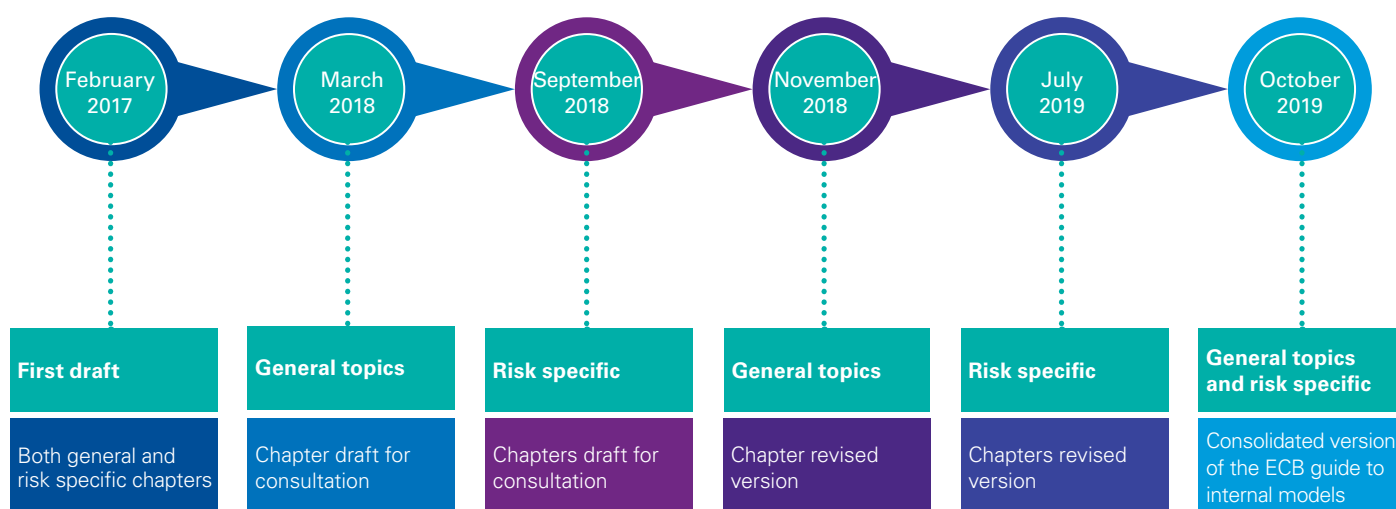 February
2017
March
2018
September
2018
November
2018
July
2019
October
2019
First draft
General topics
Risk specific
General topics
Risk specific
General topics
and risk specific
Both general and
risk specific chapters
Chapter draft for
consultation
Chapters draft for
consultation
Chapter revised
version
Chapters revised
version
Consolidated version
of the ECB guide to
internal models